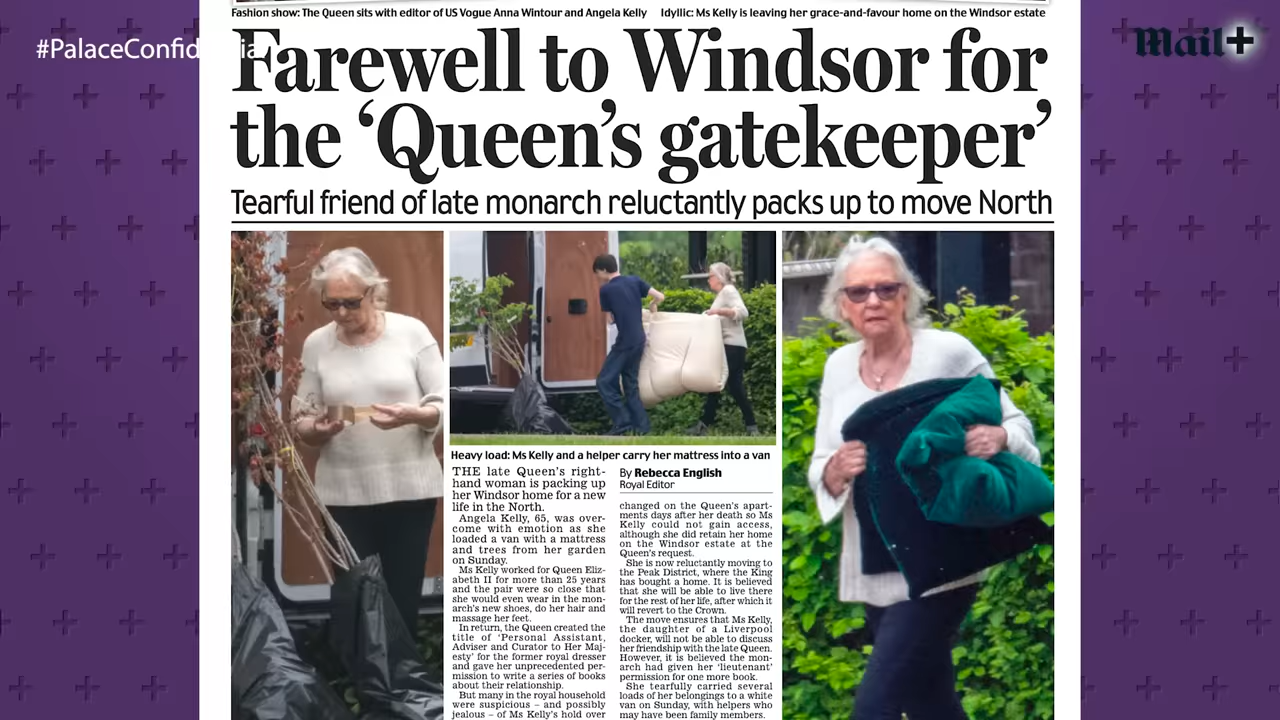 #PalaceConfid
Mail+
Fashion show: The Queen sits with editor of US Vogue Anna Wintour and Angela Kelly
Idyllic: Ms Kelly is leaving her grace-and-favour home on the Windsor estate
Farewell to Windsor for
the ‘Queen’s gatekeeper’
Tearful friend of late monarch reluctantly packs up to move North
Heavy load: Ms Kelly and a helper carry her mattress into a van
THE late Queen’s right-
hand woman is packing up
her Windsor home for a new
life in the North.
Angela Kelly, 65, was over-
come with emotion as she
loaded a van with a mattress
and trees from her garden
on Sunday.
Ms Kelly worked for Queen Eliz-
abeth II for more than 25 years
and the pair were so close that
she would even wear in the mon-
arch’s new shoes, do her hair and
massage her feet.
In return, the Queen created the
title of ‘Personal Assistant,
Adviser and Curator to Her Maj-
esty’ for the former royal dresser
and gave her unprecedented per-
mission to write a series of books
about their relationship.
But many in the royal household
were suspicious – and possibly
jealous – of Ms Kelly’s hold over
By Rebecca English
Royal Editor
changed on the Queen’s apart-
ments days after her death so Ms
Kelly could not gain access,
although she did retain her home
on the Windsor estate at the
Queen’s request.
She is now reluctantly moving to
the Peak District, where the King
has bought a home. It is believed
that she will be able to live there
for the rest of her life, after which it
will revert to the Crown.
The move ensures that Ms Kelly,
the daughter of a Liverpool
docker, will not be able to discuss
her friendship with the late Queen.
However, it is believed the mon-
arch had given her ‘lieutenant’
permission for one more book.
She tearfully carried several
loads of her belongings to a white
van on Sunday, with helpers who
may have been family members.